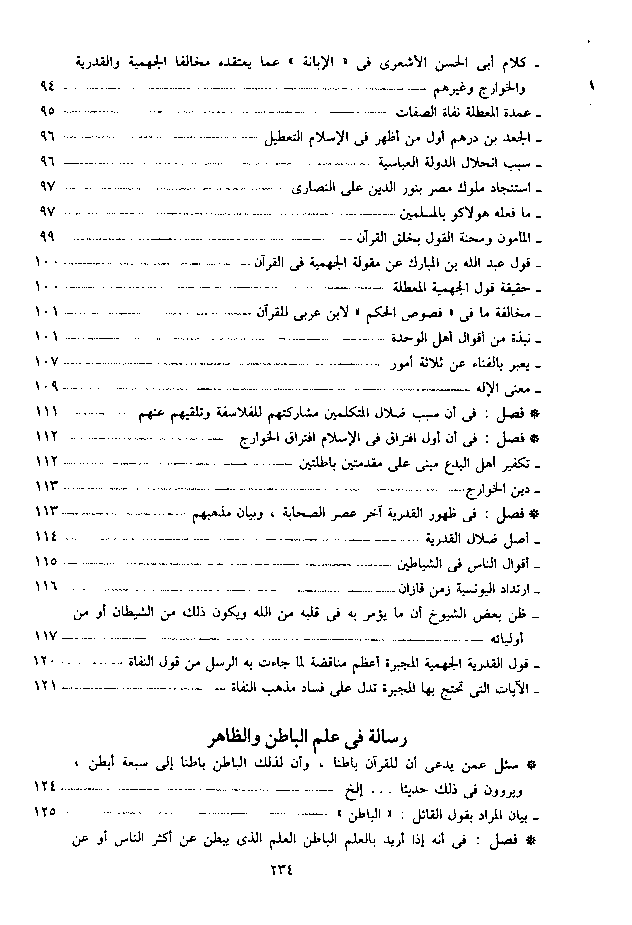 ـ كلام أبى الحسن الأشعرى فى « الإبانة » عما يعتقده مخالفا الجهمية والقدرية
والخوارج وغيرهم ٩٤
ـ عمدة المعطلة نفاة الصفات ٩٥
ـ الجعد بن درهم أول من أظهر فى الإسلام التعطيل ٩٦
ـ سبب انحلال الدولة العباسية ٩٦
ـ استنجاد ملوك مصر بنور الدين على النصارى ٩٧
ـ ما فعله هولاكو بالمسلمين ٩٧
ـ المأمون ومحنة القول بخلق القرآن ٩٩
ـ قول عبد الله بن المبارك عن مقولة الجهمية فى القرآن ١٠٠
ـ حقيقة قول الجهمية المعطلة ١٠٠
ـ مخالفة ما فى « فصوص الحكم » لابن عربى للقرآن ١٠١
ـ نبذة من أقوال أهل الوحدة ١٠١
ـ يعبر بالفناء عن ثلاثة أمور ١٠٧
ـ معنى الإله ١٠٩
* فصل : فى أن سبب ضلال المتكلمين مشاركتهم للفلاسفة وتلقيهم عنهم ١١١
* فصل : فى أن أول افتراق فى الإسلام افتراق الخوارج ١١٢
ـ تكفير أهل البدع مبنى على مقدمتين باطلتين ١١٢
ـ دين الخوارج ١١٣
* فصل : فى ظهور القدرية آخر عصر الصحابة ، وبيان مذهبهم ١١٣
ـ أصل ضلال القدرية ١١٤
ـ أقوال الناس فى الشياطين ١١٥
ـ ارتداد اليونسية زمن قازان ١١٦
ـ ظن بعض الشيوخ أن ما يؤمر به فى قلبه من الله ويكون ذلك من الشيطان أو من
أوليائه ١١٧
ـ قول القدرية الجهمية المجبرة أعظم مناقضة لما جاءت به الرسل من قول النفاة ١٢٠
ـ الآيات التى تحتج بها المجبرة تدل على فساد مذهب النفاة ١٢١
رسالة فى علم الباطن والظاهر
* سئل عمن يدعى أن للقرآن باطنا ، وأن لذلك الباطن باطنا إلى سبعة أبطن ،
ويروون فى ذلك حديثا ... إلخ ١٢٤
ـ بيان المراد بقول القائل : « الباطن » ١٢٥
* فصل : فى أنه إذا أريد بالعلم الباطن العلم الذى يبطن عن أكثر الناس أو عن
٢٣٤